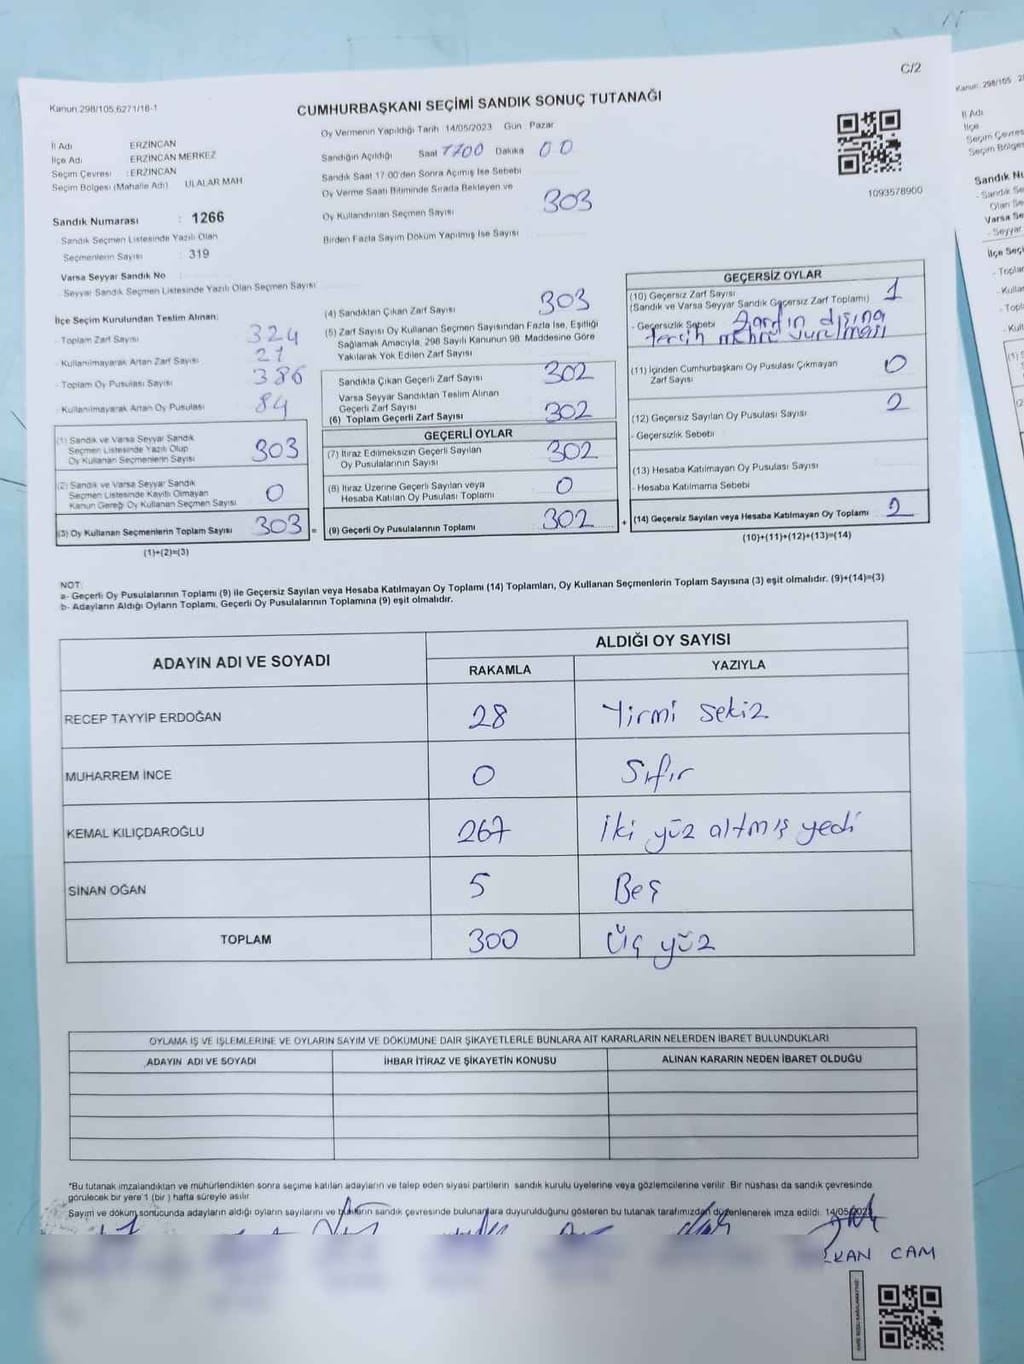 C/2
Kanun:298/105,6271/16-1
CUMHURBAŞKANI SEÇİMİ SANDIK SONUÇ TUTANAĞI
İl Adı ERZİNCAN
İlçe Adı ERZİNCAN MERKEZ
Seçim Çevresi : ERZİNCAN
Seçim Bölgesi (Mahalle Adı) ULALAR MAH
Sandık Numarası : 1266
Sandık Seçmen Listesinde Yazılı Olan
Seçmenlerin Sayısı : 319
Varsa Seyyar Sandık No
- Seyyar Sandık Seçmen Listesinde Yazılı Olan Seçmen Sayısı
Oy Vermenin Yapıldığı Tarih 14/05/2023 Gün Pazar
Sandığın Açıldığı Saat 1700 Dakika 00
Sandık Saat 17:00'den Sonra Açılmış İse Sebebi
Oy Verme Saati Bitiminde Sırada Bekleyen ve
Oy Kullandırılan Seçmen Sayısı 303
Birden Fazla Sayım Döküm Yapılmış İse Sayısı
1093578900
İlçe Seçim Kurulundan Teslim Alınan:
- Toplam Zarf Sayısı 324
- Kullanılmayarak Artan Zarf Sayısı 21
- Toplam Oy Pusulası Sayısı 386
- Kullanılmayarak Artan Oy Pusulası 84
(1) Sandık ve Varsa Seyyar Sandık
Seçmen Listesinde Yazılı Olup
Oy Kullanan Seçmenlerin Sayısı 303
(2) Sandık ve Varsa Seyyar Sandık
Seçmen Listesinde Kayıtlı Olmayan
Kanun Gereği Oy Kullanan Seçmen Sayısı 0
(3) Oy Kullanan Seçmenlerin Toplam Sayısı 303 =
(1)+(2)=(3)
(4) Sandıktan Çıkan Zarf Sayısı 303
(5) Zarf Sayısı Oy Kullanan Seçmen Sayısından Fazla İse, Eşitliği
Sağlamak Amacıyla, 298 Sayılı Kanunun 98. Maddesine Göre
Yakılarak Yok Edilen Zarf Sayısı
Sandıkta Çıkan Geçerli Zarf Sayısı 302
Varsa Seyyar Sandıktan Teslim Alınan
Geçerli Zarf Sayısı
(6) Toplam Geçerli Zarf Sayısı 302
GEÇERLİ OYLAR
(7) İtiraz Edilmeksizin Geçerli Sayılan
Oy Pusulalarının Sayısı 302
(8) İtiraz Üzerine Geçerli Sayılan veya
Hesaba Katılan Oy Pusulası Toplamı 0
(9) Geçerli Oy Pusulalarının Toplamı 302 +
GEÇERSİZ OYLAR
(10) Geçersiz Zarf Sayısı
(Sandık ve Varsa Seyyar Sandık Geçersiz Zarf Toplamı) 1
- Geçersizlik Sebebi Zarfın dışına
tercih mührü vurulması
(11) İçinden Cumhurbaşkanı Oy Pusulası Çıkmayan
Zarf Sayısı 0
(12) Geçersiz Sayılan Oy Pusulası Sayısı 2
- Geçersizlik Sebebi
(13) Hesaba Katılmayan Oy Pusulası Sayısı
- Hesaba Katılmama Sebebi
(14) Geçersiz Sayılan veya Hesaba Katılmayan Oy Toplamı 2
(10)+(11)+(12)+(13)=(14)
NOT:
a- Geçerli Oy Pusulalarının Toplamı (9) ile Geçersiz Sayılan veya Hesaba Katılmayan Oy Toplamı (14) Toplamları, Oy Kullanan Seçmenlerin Toplam Sayısına (3) eşit olmalıdır. (9)+(14)=(3)
b- Adayların Aldığı Oyların Toplamı, Geçerli Oy Pusulalarının Toplamına (9) eşit olmalıdır.
ADAYIN ADI VE SOYADI ALDIĞI OY SAYISI
RAKAMLA YAZIYLA
RECEP TAYYİP ERDOĞAN 28 Yirmi sekiz
MUHARREM İNCE 0 Sıfır
KEMAL KILIÇDAROĞLU 267 İki yüz altmış yedi
SİNAN OĞAN 5 Beş
TOPLAM 300 Üç yüz
OYLAMA İŞ VE İŞLEMLERİNE VE OYLARIN SAYIM VE DÖKÜMÜNE DAİR ŞİKAYETLERLE BUNLARA AİT KARARLARIN NELERDEN İBARET BULUNDUKLARI
ADAYIN ADI VE SOYADI İHBAR İTİRAZ VE ŞİKAYETİN KONUSU ALINAN KARARIN NEDEN İBARET OLDUĞU
*Bu tutanak imzalandıktan ve mühürlendikten sonra seçime katılan adayların ve talep eden siyasi partilerin sandık kurulu üyelerine veya gözlemcilerine verilir. Bir nüshası da sandık çevresinde
görülecek bir yere 1 (bir) hafta süreyle asılır.
Sayım ve döküm sonucunda adayların aldığı oyların sayılarını ve bunların sandık çevresinde bulunanlara duyurulduğunu gösteren bu tutanak tarafımızdan düzenlenerek imza edildi. 14/05/2023
CAM